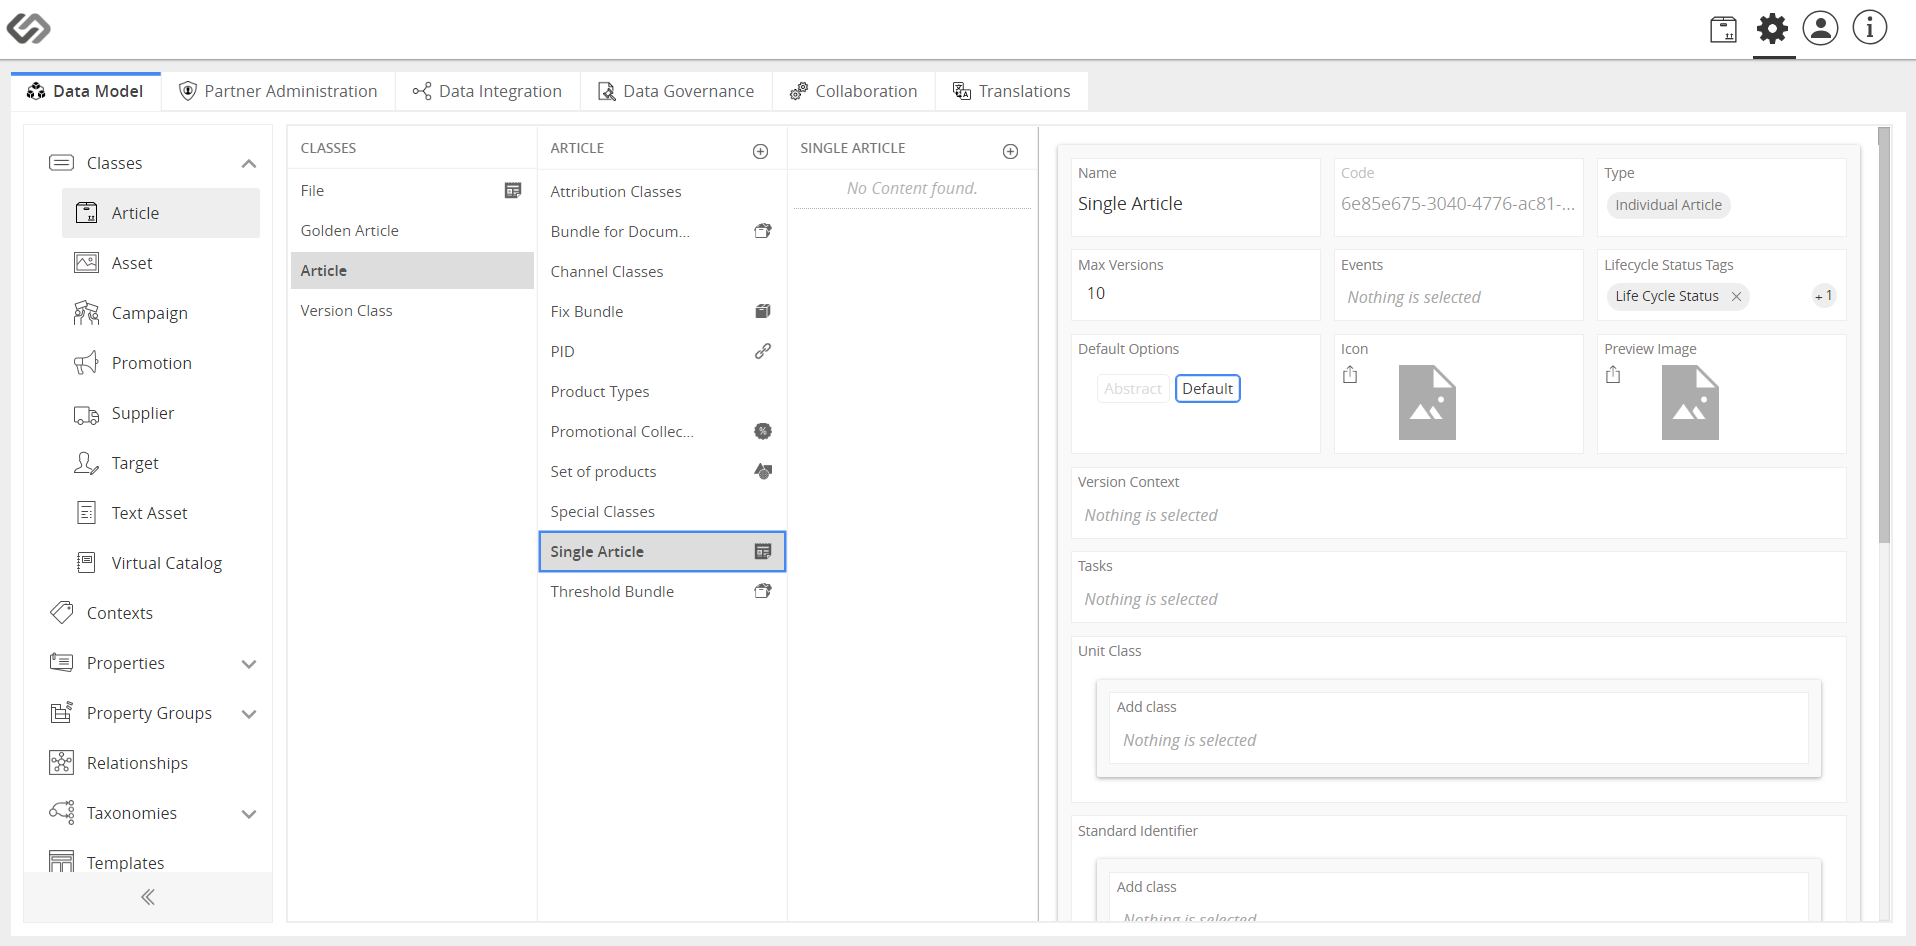 Data Model
Partner Administration
Data Integration
Data Governance
Collaboration
Translations
Classes
Article
Asset
Campaign
Promotion
Supplier
Target
Text Asset
Virtual Catalog
Contexts
Properties
Property Groups
Relationships
Taxonomies
Templates
CLASSES
File
Golden Article
Article
Version Class
ARTICLE
Attribution Classes
Bundle for Docum...
Channel Classes
Fix Bundle
PID
Product Types
Promotional Collec...
Set of products
Special Classes
Single Article
Threshold Bundle
SINGLE ARTICLE
No Content found.
Name
Single Article
Code
6e85e675-3040-4776-ac81-...
Type
Individual Article
Max Versions
10
Events
Nothing is selected
Lifecycle Status Tags
Life Cycle Status
+1
Default Options
Abstract
Default
Icon
Preview Image
Version Context
Nothing is selected
Tasks
Nothing is selected
Unit Class
Add class
Nothing is selected
Standard Identifier
Add class
Nothing is selected